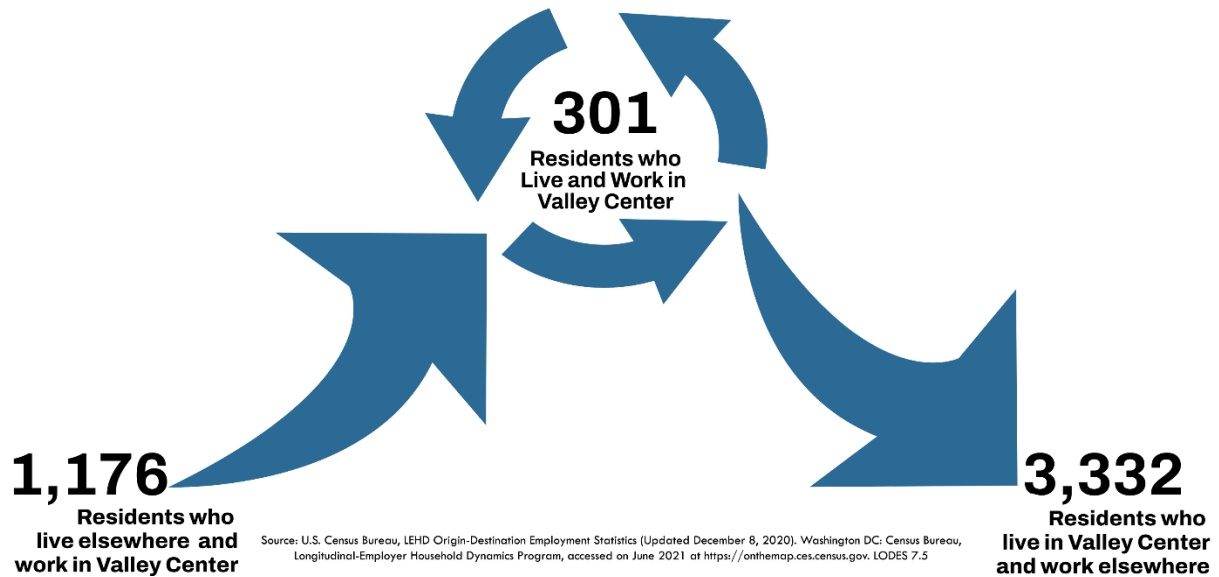 301
Residents who
Live and Work in
Valley Center
1,176
Residents who
live elsewhere and
work in Valley Center
3,332
Residents who
live in Valley Center
and work elsewhere
Source: U.S. Census Bureau, LEHD Origin-Destination Employment Statistics (Updated December 8, 2020). Washington DC: Census Bureau,
Longitudinal-Employer Household Dynamics Program, accessed on June 2021 at https://onthemap.ces.census.gov. LODES 7.5